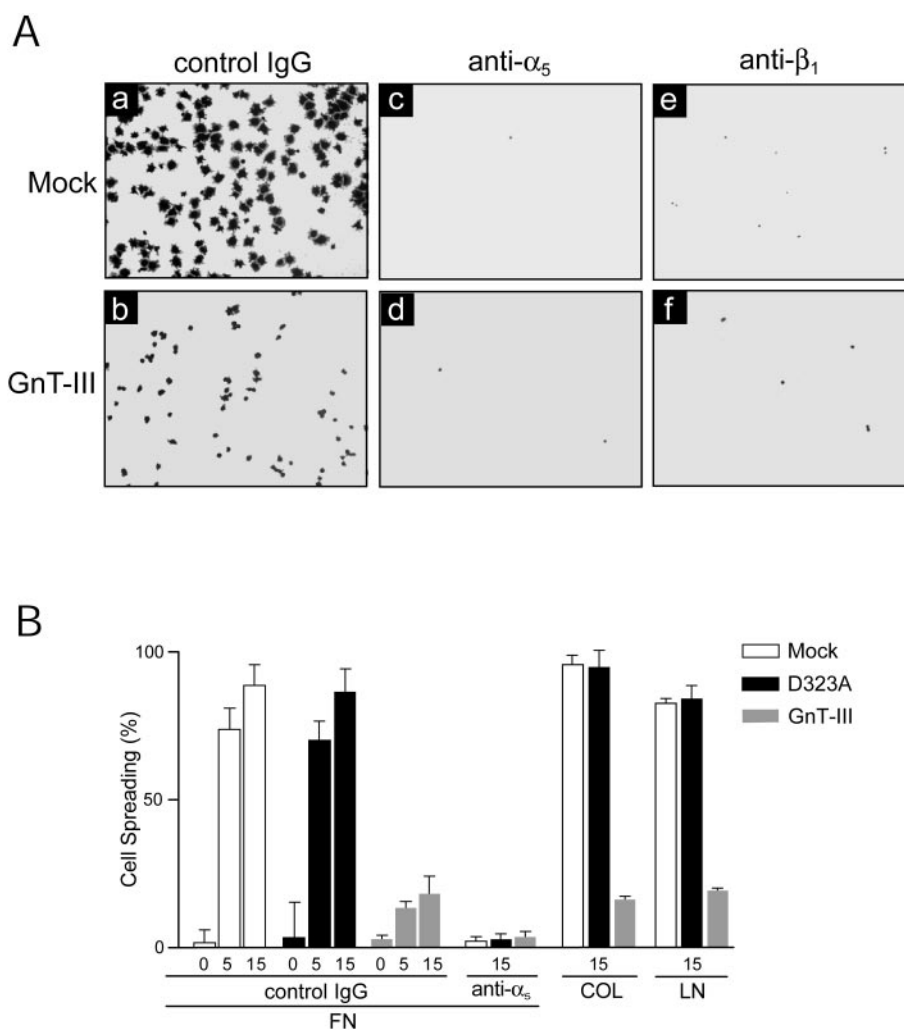 A
control IgG
anti-α₅
anti-β₁
Mock
a
c
e
GnT-III
b
d
f
B
Cell Spreading (%)
100
50
0
Mock
D323A
GnT-III
0 5 15 0 5 15 0 5 15 15 15 15
control IgG anti-α₅ COL LN
FN